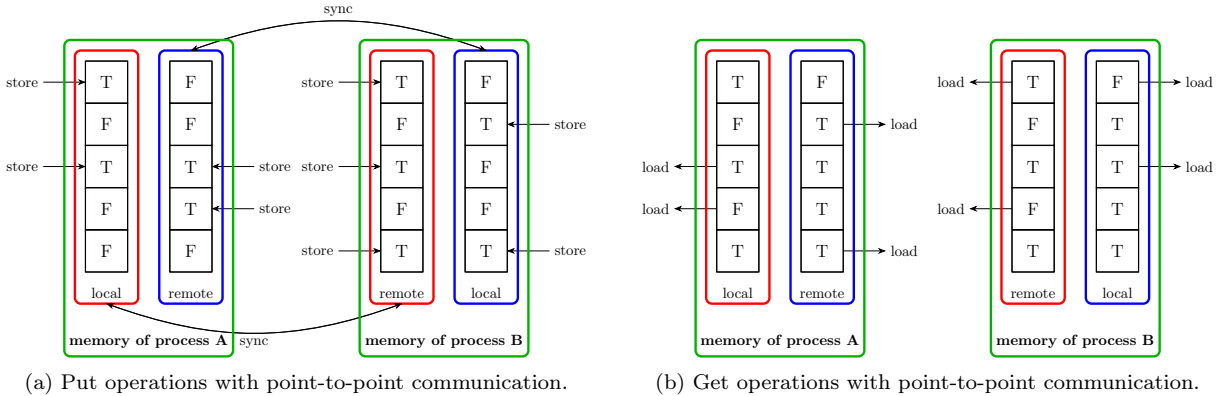 sync
store T F store T F
F F F T store
store T T store store T F
F T store F F
F F store T T store
local remote remote local
memory of process A sync memory of process B
(a) Put operations with point-to-point communication.
T F load T F load
F T load F T
load T T T T load
load F T load F T
T T load T T
local remote remote local
memory of process A memory of process B
(b) Get operations with point-to-point communication.